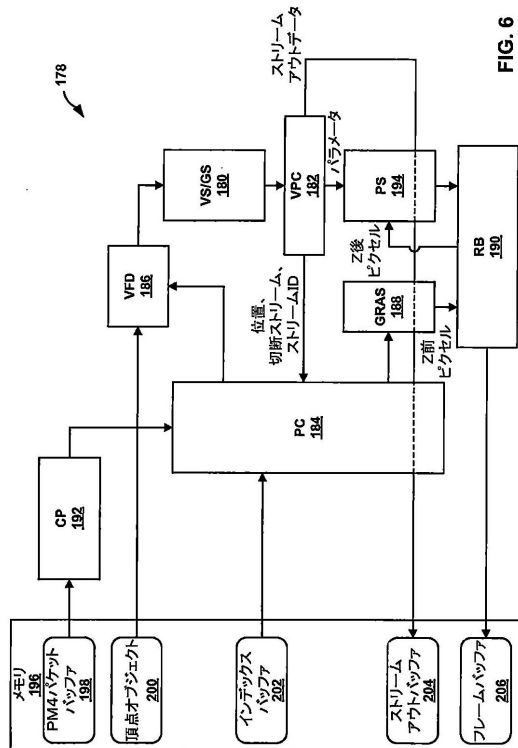 178
メモリ
196
PM4パケット
バッファ
198
頂点オブジェクト
200
インデックス
バッファ
202
ストリーム
アウトバッファ
204
フレームバッファ
206
CP
192
PC
184
VFD
186
VS/GS
180
VPC
182
ストリーム
アウトデータ
位置、
切断ストリーム、
ストリームID
パラメータ
GRAS
188
PS
194
Z後
ピクセル
Z前
ピクセル
RB
190
FIG. 6